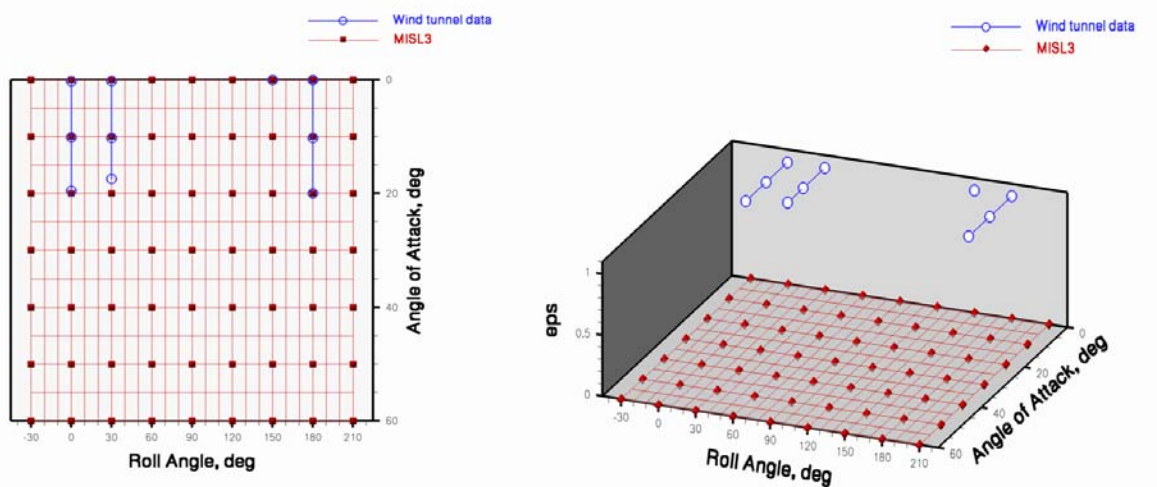 Wind tunnel data
MISL3
0
20
40
60
Angle of Attack, deg
-30 0 30 60 90 120 150 180 210
Roll Angle, deg
Wind tunnel data
MISL3
1
0.5
0
eps
-30 0 30 60 90 120 150 180 210
Roll Angle, deg
0
20
40
60
Angle of Attack, deg